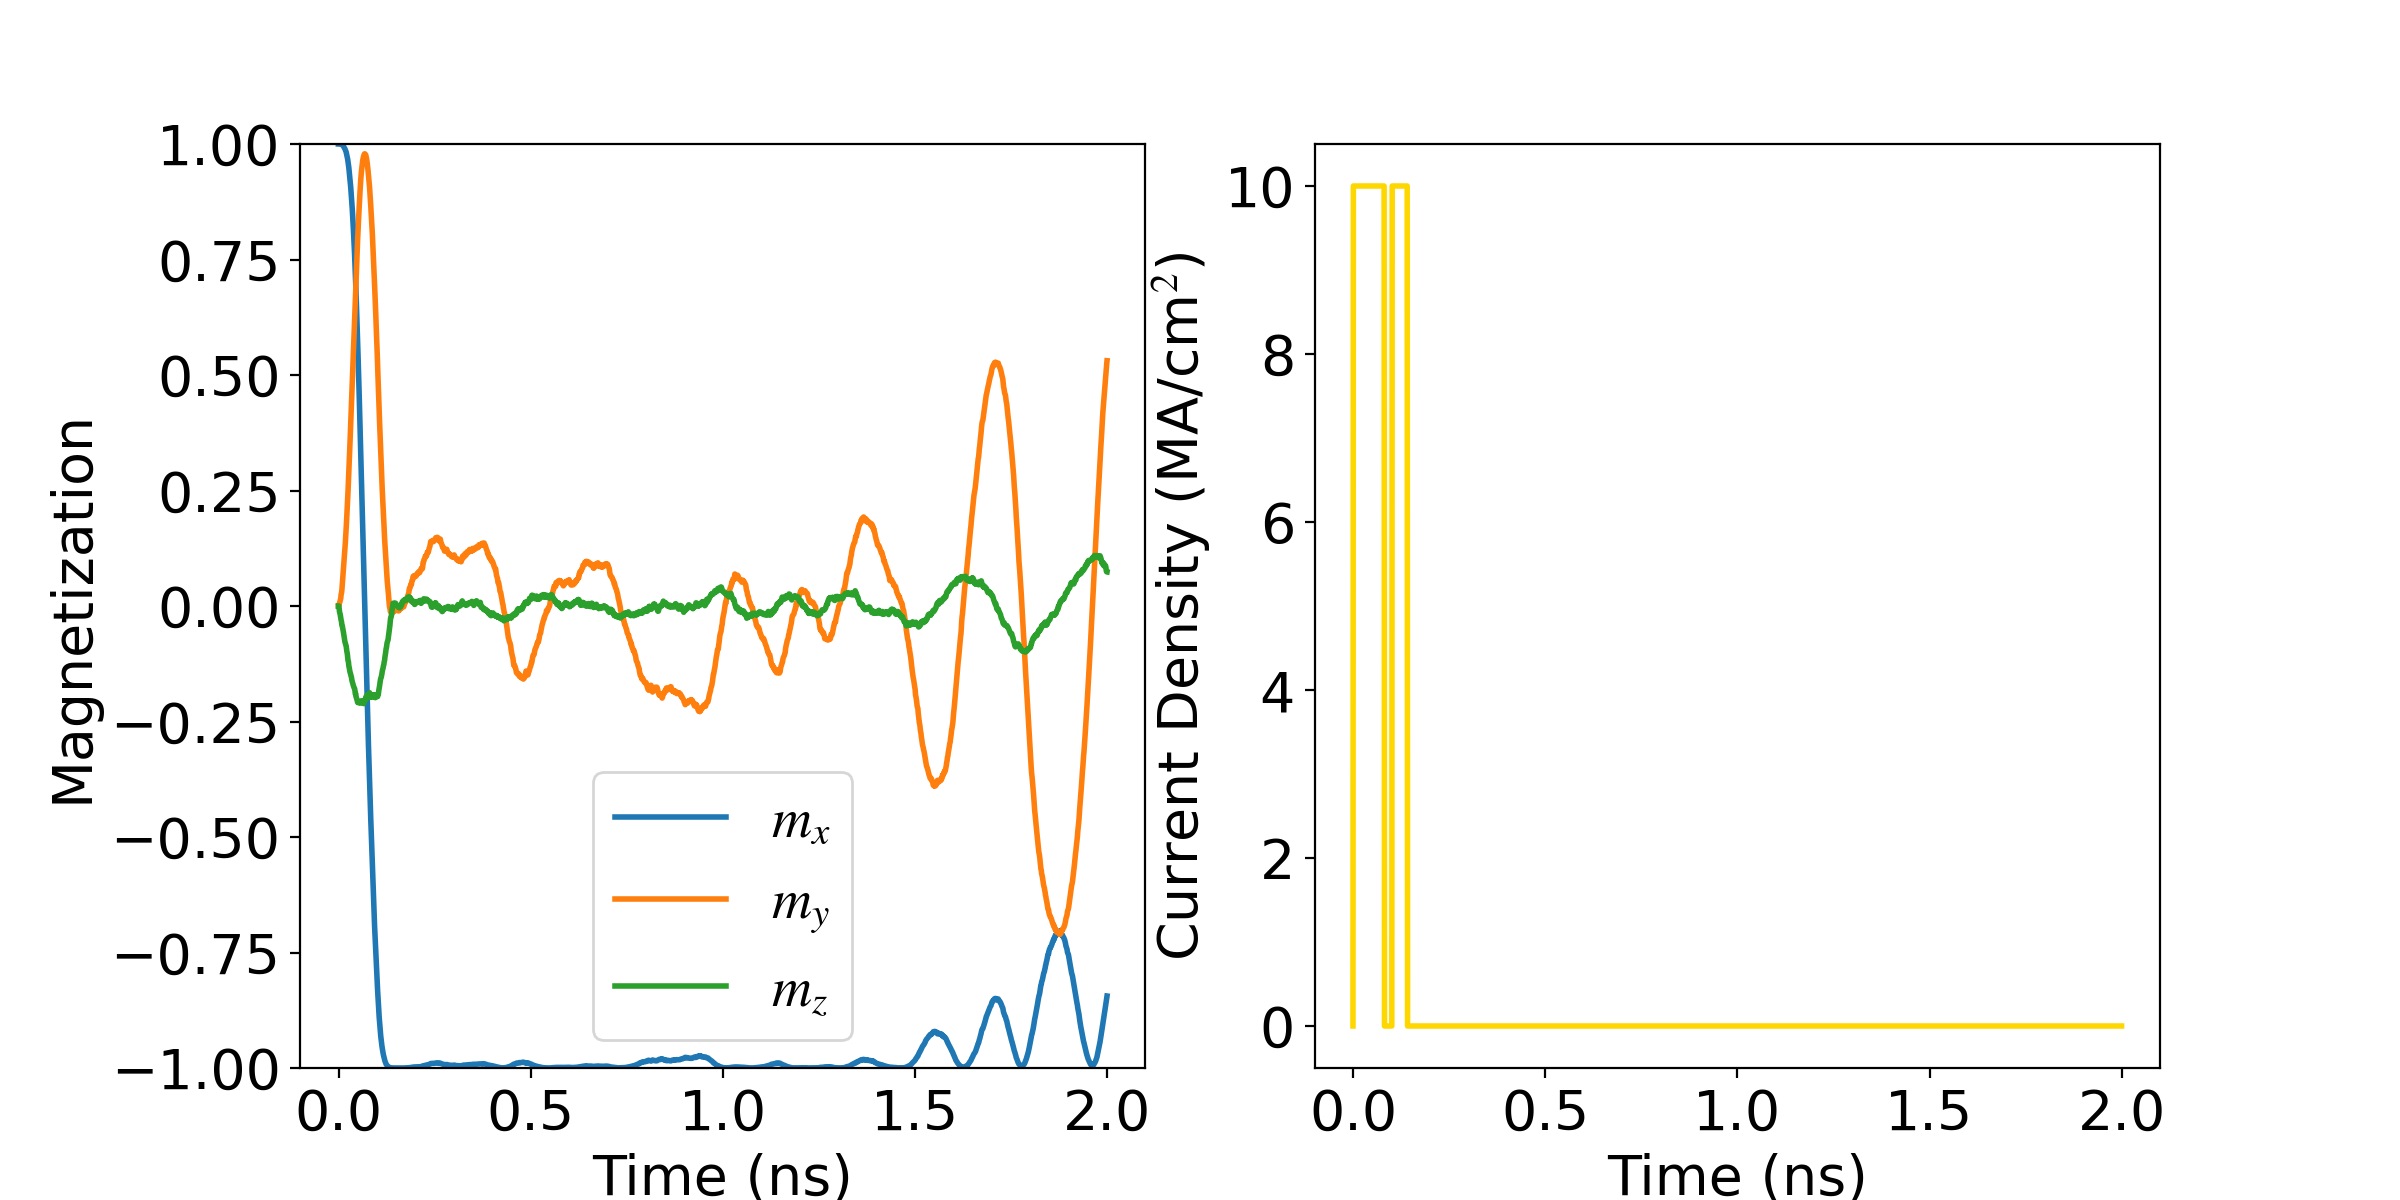 Magnetization
1.00
0.75
0.50
0.25
0.00
−0.25
−0.50
−0.75
−1.00
0.0 0.5 1.0 1.5 2.0
Time (ns)
m_x
m_y
m_z
Current Density (MA/cm²)
10
8
6
4
2
0
0.0 0.5 1.0 1.5 2.0
Time (ns)